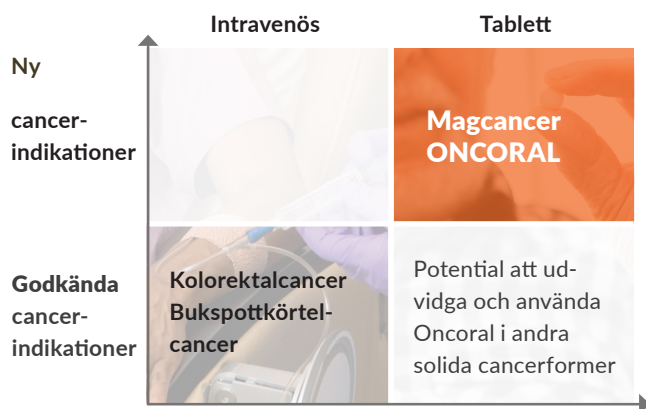 Intravenös
Tablett
Ny
cancer-
indikationer
Magcancer
ONCORAL
Godkända
cancer-
indikationer
Kolorektalcancer
Bukspottkörtel-
cancer
Potential att ud-
vidga och använda
Oncoral i andra
solida cancerformer